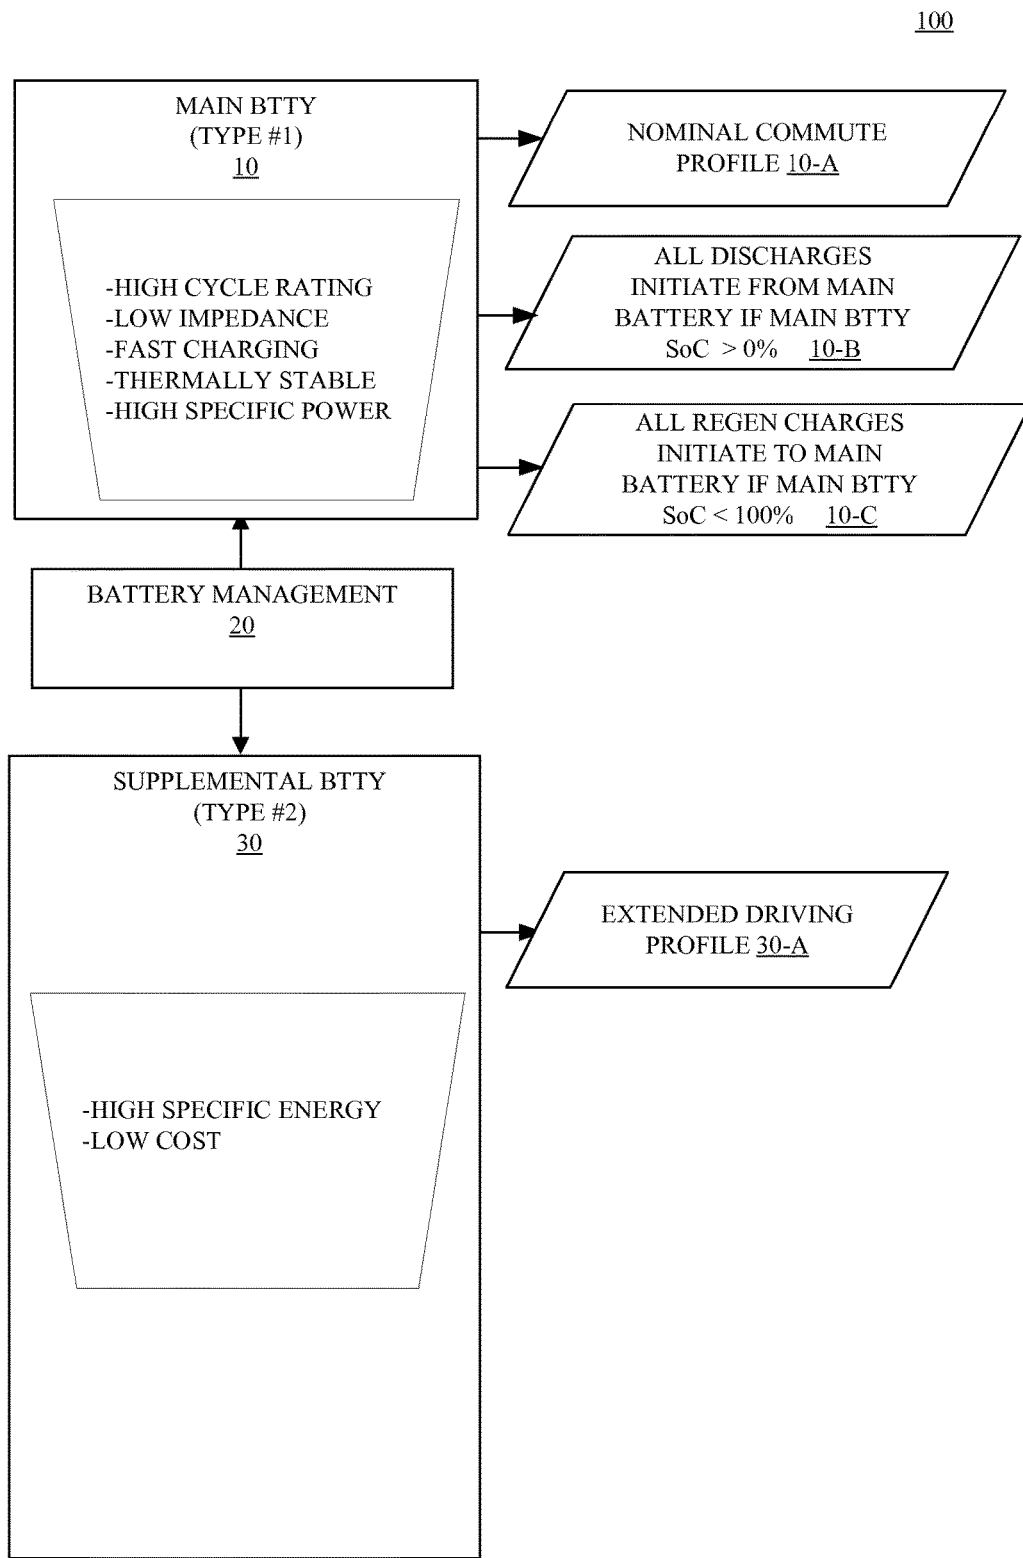 100
MAIN BTTY
(TYPE #1)
10
-HIGH CYCLE RATING
-LOW IMPEDANCE
-FAST CHARGING
-THERMALLY STABLE
-HIGH SPECIFIC POWER
NOMINAL COMMUTE
PROFILE 10-A
ALL DISCHARGES
INITIATE FROM MAIN
BATTERY IF MAIN BTTY
SoC > 0% 10-B
ALL REGEN CHARGES
INITIATE TO MAIN
BATTERY IF MAIN BTTY
SoC < 100% 10-C
BATTERY MANAGEMENT
20
SUPPLEMENTAL BTTY
(TYPE #2)
30
-HIGH SPECIFIC ENERGY
-LOW COST
EXTENDED DRIVING
PROFILE 30-A